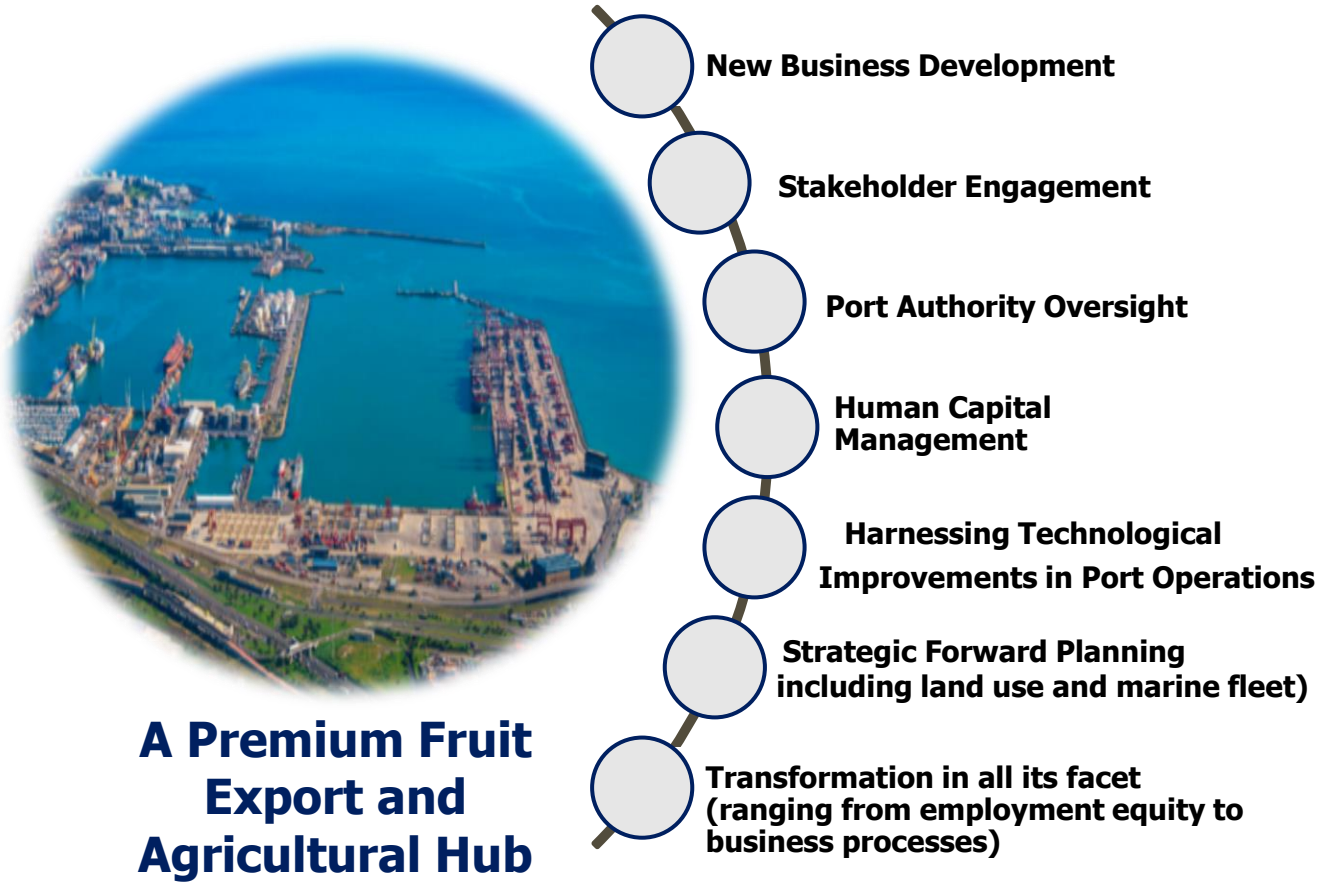 New Business Development
Stakeholder Engagement
Port Authority Oversight
Human Capital
Management
Harnessing Technological
Improvements in Port Operations
Strategic Forward Planning
including land use and marine fleet)
Transformation in all its facet
(ranging from employment equity to
business processes)
A Premium Fruit
Export and
Agricultural Hub